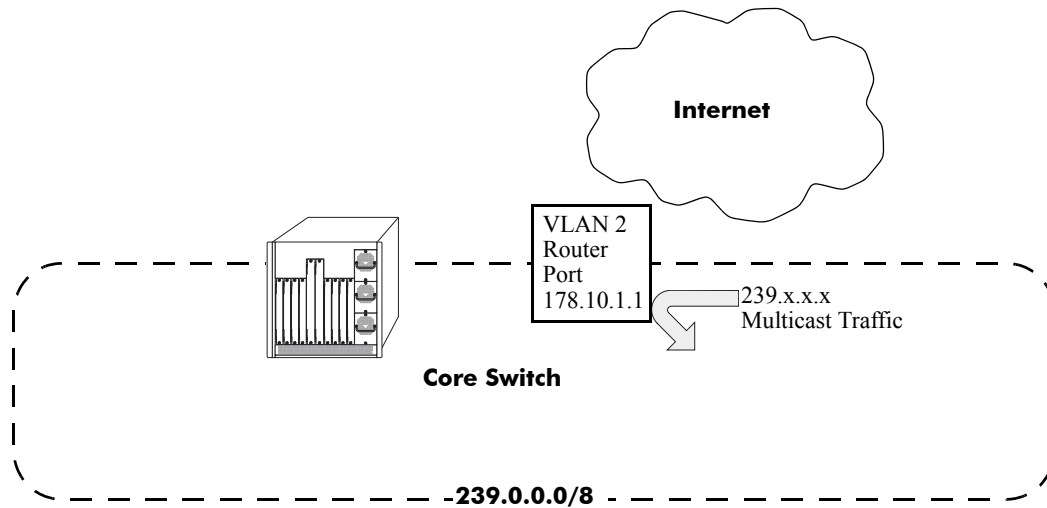 Internet
VLAN 2
Router
Port
178.10.1.1
239.x.x.x
Multicast Traffic
Core Switch
239.0.0.0/8